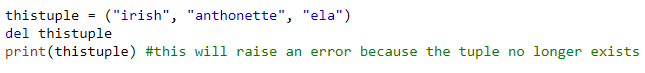 thistuple = ("irish", "anthonette", "ela")
del thistuple
print(thistuple) #this will raise an error because the tuple no longer exists